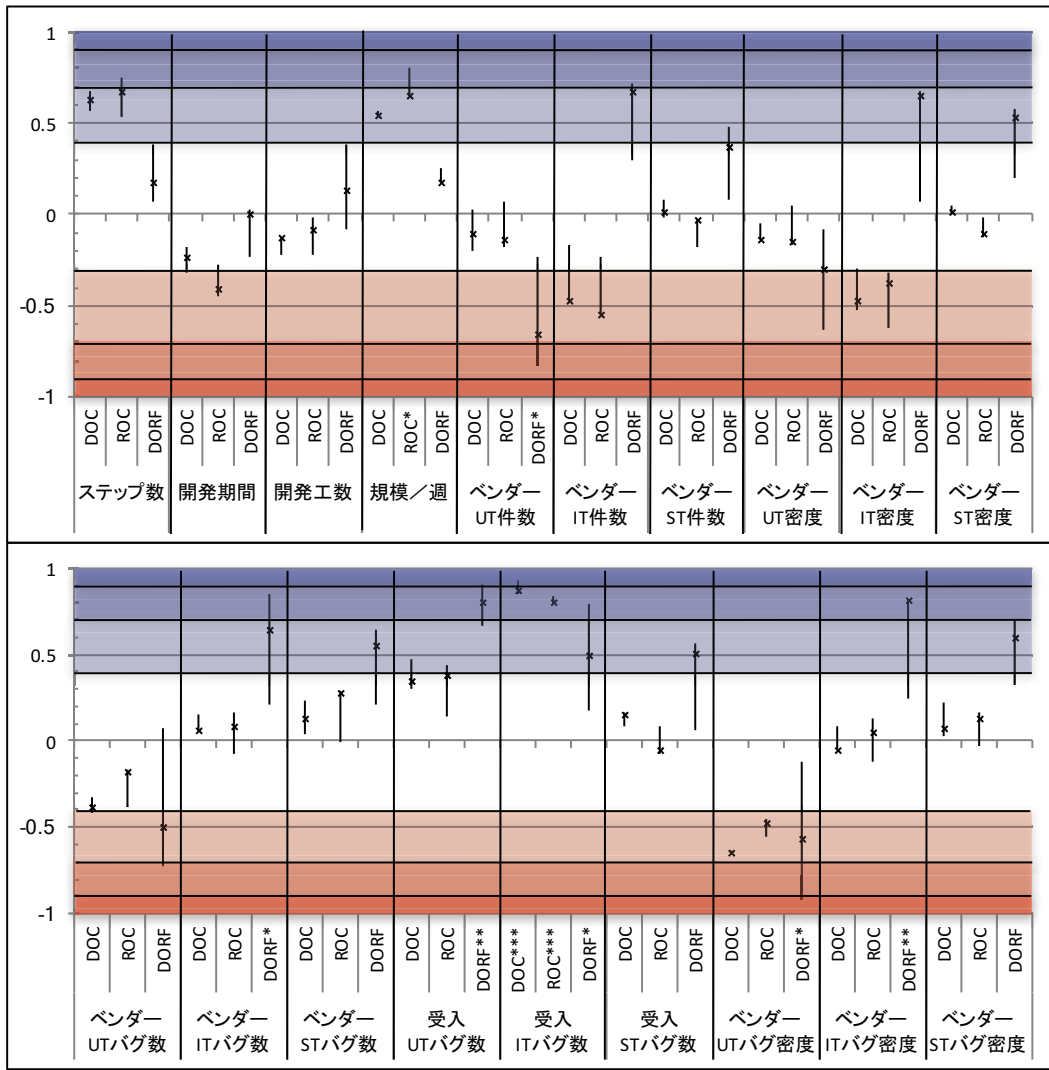 1
0.5
0
-0.5
-1
DOC ROC DORF DOC ROC DORF DOC ROC DORF DOC ROC* DORF DOC ROC DORF* DOC ROC DORF DOC ROC DORF DOC ROC DORF DOC ROC DORF DOC ROC DORF
ステップ数 開発期間 開発工数 規模／週 ベンダー ベンダー ベンダー ベンダー ベンダー ベンダー
UT件数 IT件数 ST件数 UT密度 IT密度 ST密度
1
0.5
0
-0.5
-1
DOC ROC DORF DOC ROC DORF* DOC ROC DORF DOC ROC DORF** DOC*** ROC*** DORF* DOC ROC DORF DOC ROC DORF* DOC ROC DORF** DOC ROC DORF
ベンダー ベンダー ベンダー 受入 受入 受入 ベンダー ベンダー ベンダー
UTバグ数 ITバグ数 STバグ数 UTバグ数 ITバグ数 STバグ数 UTバグ密度 ITバグ密度 STバグ密度